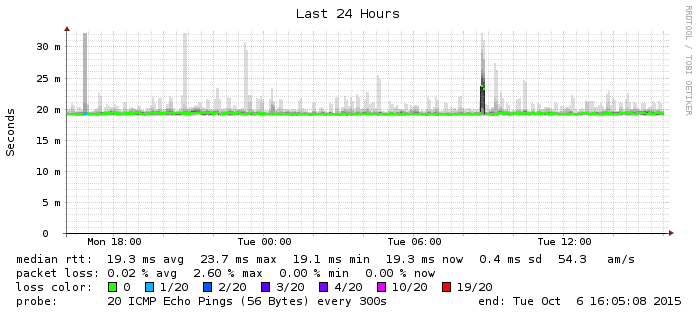 Last 24 Hours
RRDTOOL / TOBI OETIKER
Seconds
30 m
25 m
20 m
15 m
10 m
5 m
0
Mon 18:00 Tue 00:00 Tue 06:00 Tue 12:00
median rtt: 19.3 ms avg 23.7 ms max 19.1 ms min 19.3 ms now 0.4 ms sd 54.3 am/s
packet loss: 0.02 % avg 2.60 % max 0.00 % min 0.00 % now
loss color: 0 1/20 2/20 3/20 4/20 10/20 19/20
probe: 20 ICMP Echo Pings (56 Bytes) every 300s end: Tue Oct 6 16:05:08 2015